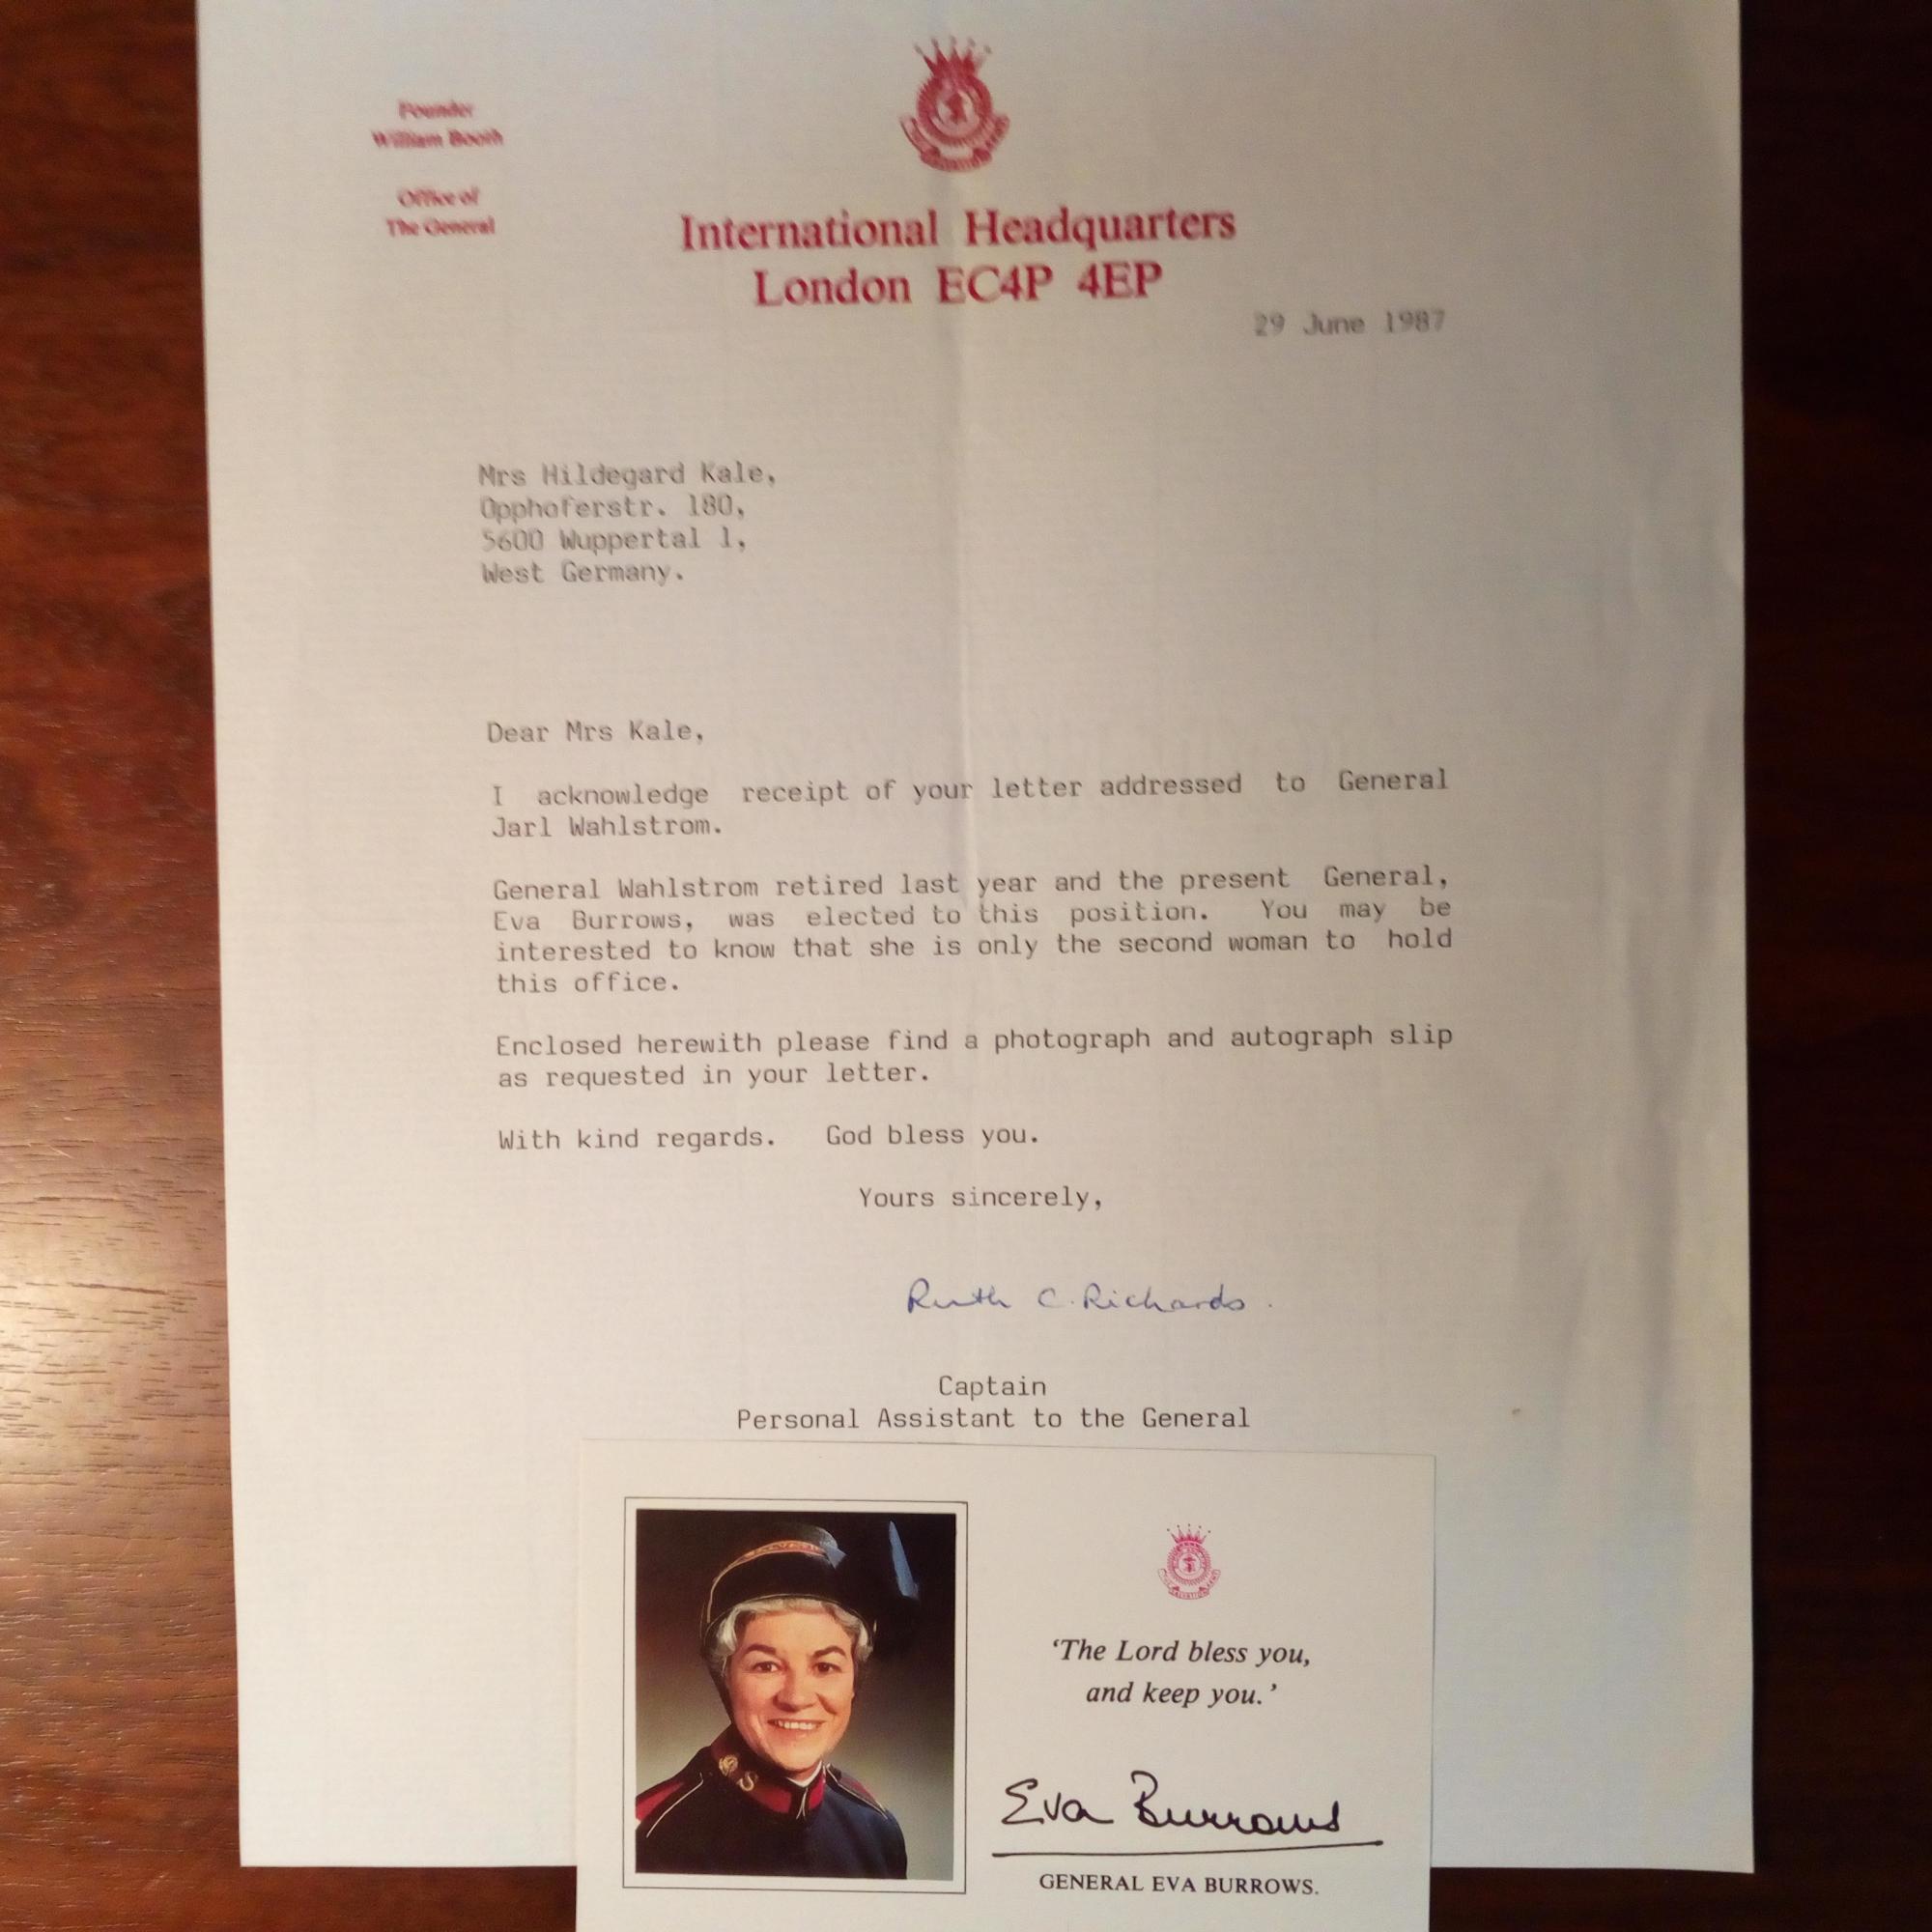 Founder
William Booth
Office of
The General
International Headquarters
London EC4P 4EP
29 June 1987
Mrs Hildegard Kale,
Opphoferstr. 180,
5600 Wuppertal 1,
West Germany.
Dear Mrs Kale,
I acknowledge receipt of your letter addressed to General
Jarl Wahlstrom.
General Wahlstrom retired last year and the present General,
Eva Burrows, was elected to this position. You may be
interested to know that she is only the second woman to hold
this office.
Enclosed herewith please find a photograph and autograph slip
as requested in your letter.
With kind regards. God bless you.
Yours sincerely,
Ruth C. Richards.
Captain
Personal Assistant to the General
S
‘The Lord bless you,
and keep you.’
Eva Burrows
GENERAL EVA BURROWS.